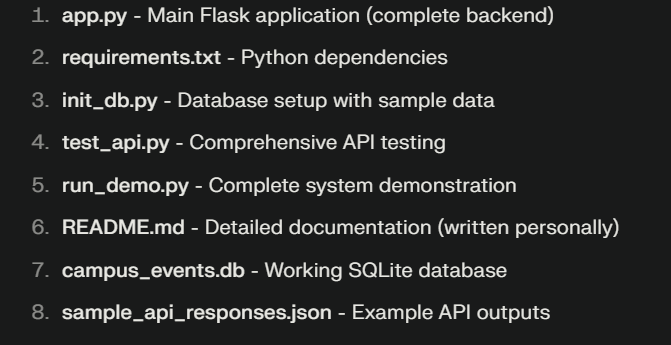 1. app.py - Main Flask application (complete backend)
2. requirements.txt - Python dependencies
3. init_db.py - Database setup with sample data
4. test_api.py - Comprehensive API testing
5. run_demo.py - Complete system demonstration
6. README.md - Detailed documentation (written personally)
7. campus_events.db - Working SQLite database
8. sample_api_responses.json - Example API outputs